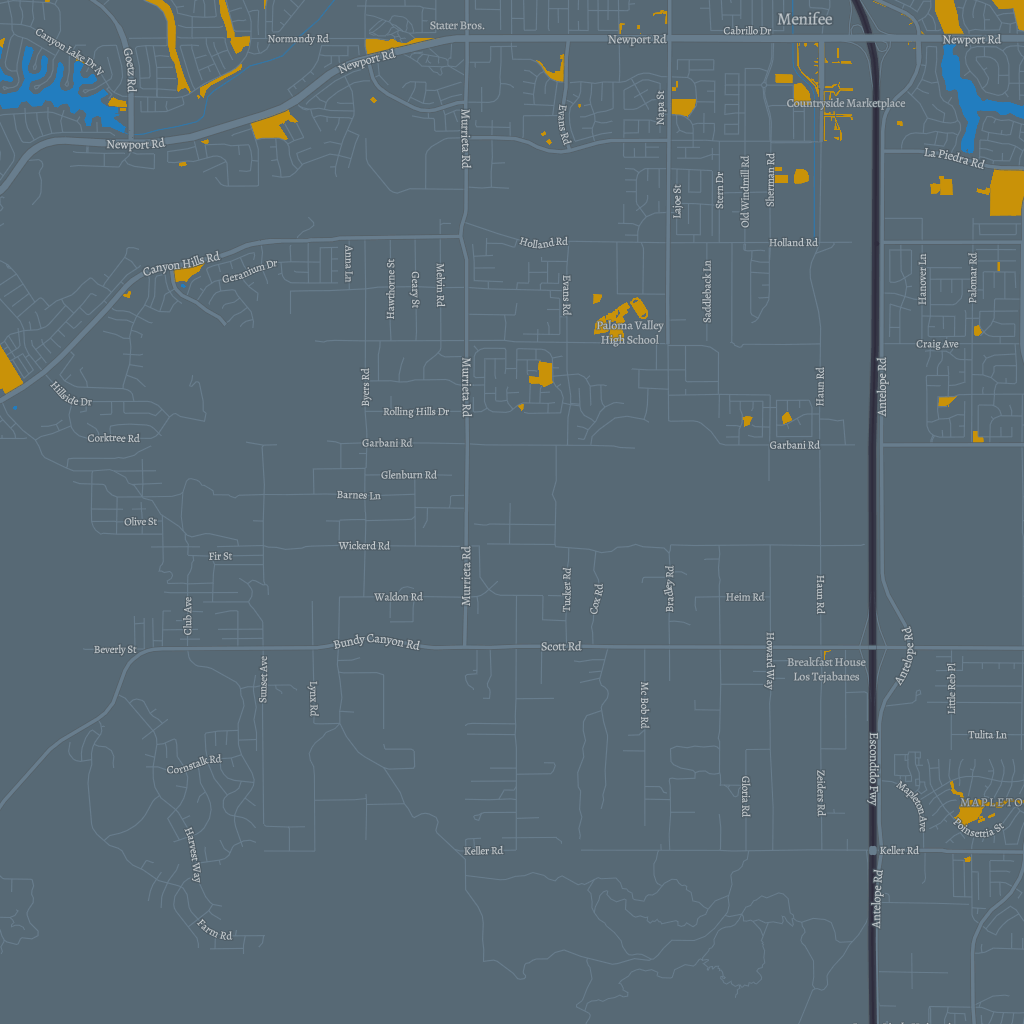 Menifee
Stater Bros.
Cabrillo Dr
Normandy Rd
Newport Rd
Newport Rd
Canyon Lake Dr N
Goetz Rd
Newport Rd
Countryside Marketplace
Napa St
Evans Rd
Murrieta Rd
Newport Rd
La Piedra Rd
Lajoe St
Stern Dr
Old Windmill Rd
Sherman Rd
Holland Rd
Holland Rd
Canyon Hills Rd
Geranium Dr
Anna Ln
Hawthorne St
Geary St
Melvin Rd
Evans Rd
Saddleback Ln
Hanover Ln
Palomar Rd
Paloma Valley
High School
Craig Ave
Hillside Dr
Byers Rd
Murrieta Rd
Haun Rd
Antelope Rd
Rolling Hills Dr
Corktree Rd
Garbani Rd
Garbani Rd
Glenburn Rd
Barnes Ln
Olive St
Wickerd Rd
Fir St
Murrieta Rd
Tucker Rd
Cox Rd
Bradley Rd
Heim Rd
Haun Rd
Waldon Rd
Club Ave
Beverly St
Bundy Canyon Rd
Scott Rd
Howard Way
Antelope Rd
Breakfast House
Los Tejabanes
Sunset Ave
Lynx Rd
Mc Bob Rd
Little Reb Pl
Tulita Ln
Escondido Fwy
Cornstalk Rd
Gloria Rd
Zeiders Rd
Mapleton Ave
MAPLETO
Poinsettia St
Harvest Way
Keller Rd
Keller Rd
Antelope Rd
Farm Rd